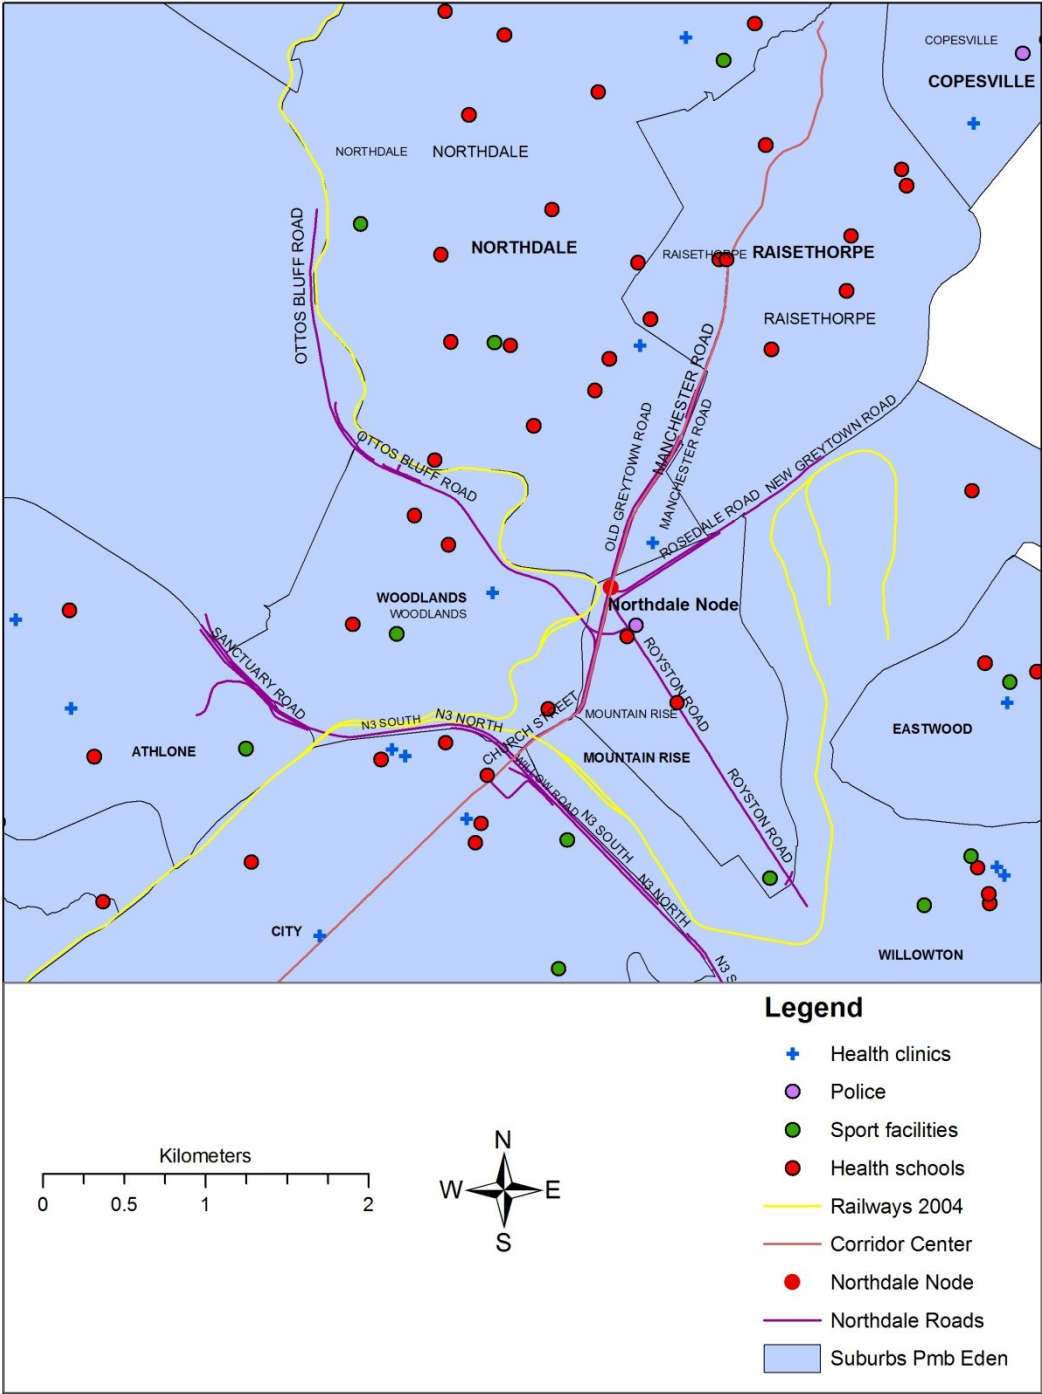 COPESVILLE
COPESVILLE
NORTHDALE NORTHDALE
NORTHDALE
RAISETHORPE RAISETHORPE
RAISETHORPE
OTTOS BLUFF ROAD
MANCHESTER ROAD
OLD GREYTOWN ROAD
MANCHESTER ROAD
NEW GREYTOWN ROAD
OTTOS BLUFF ROAD
ROSEDALE ROAD
WOODLANDS
WOODLANDS
Northdale Node
SANCTUARY ROAD
ROYSTON ROAD
N3 SOUTH
N3 NORTH
CHURCH STREET
MOUNTAIN RISE
MOUNTAIN RISE
EASTWOOD
ATHLONE
WILLOW ROAD
ROYSTON ROAD
N3 SOUTH
N3 NORTH
CITY
WILLOWTON
N3 S
Legend
Health clinics
Police
Sport facilities
Health schools
Railways 2004
Corridor Center
Northdale Node
Northdale Roads
Suburbs Pmb Eden
Kilometers
0 0.5 1 2
N
W E
S